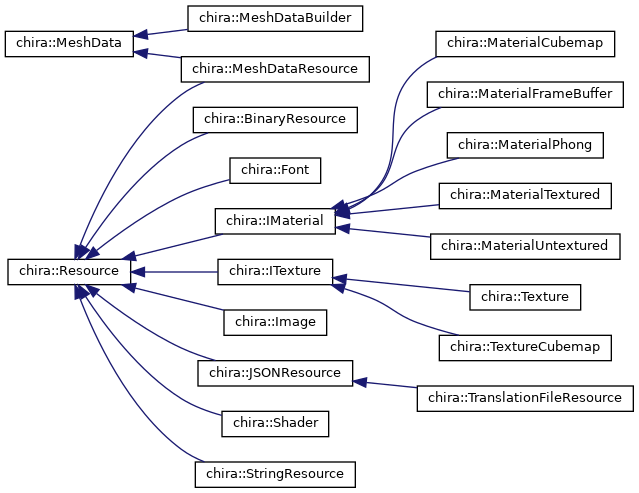 chira::MeshData
chira::MeshDataBuilder
chira::MeshDataResource
chira::BinaryResource
chira::Font
chira::IMaterial
chira::Resource
chira::ITexture
chira::Image
chira::JSONResource
chira::Shader
chira::StringResource
chira::MaterialCubemap
chira::MaterialFrameBuffer
chira::MaterialPhong
chira::MaterialTextured
chira::MaterialUntextured
chira::Texture
chira::TextureCubemap
chira::TranslationFileResource